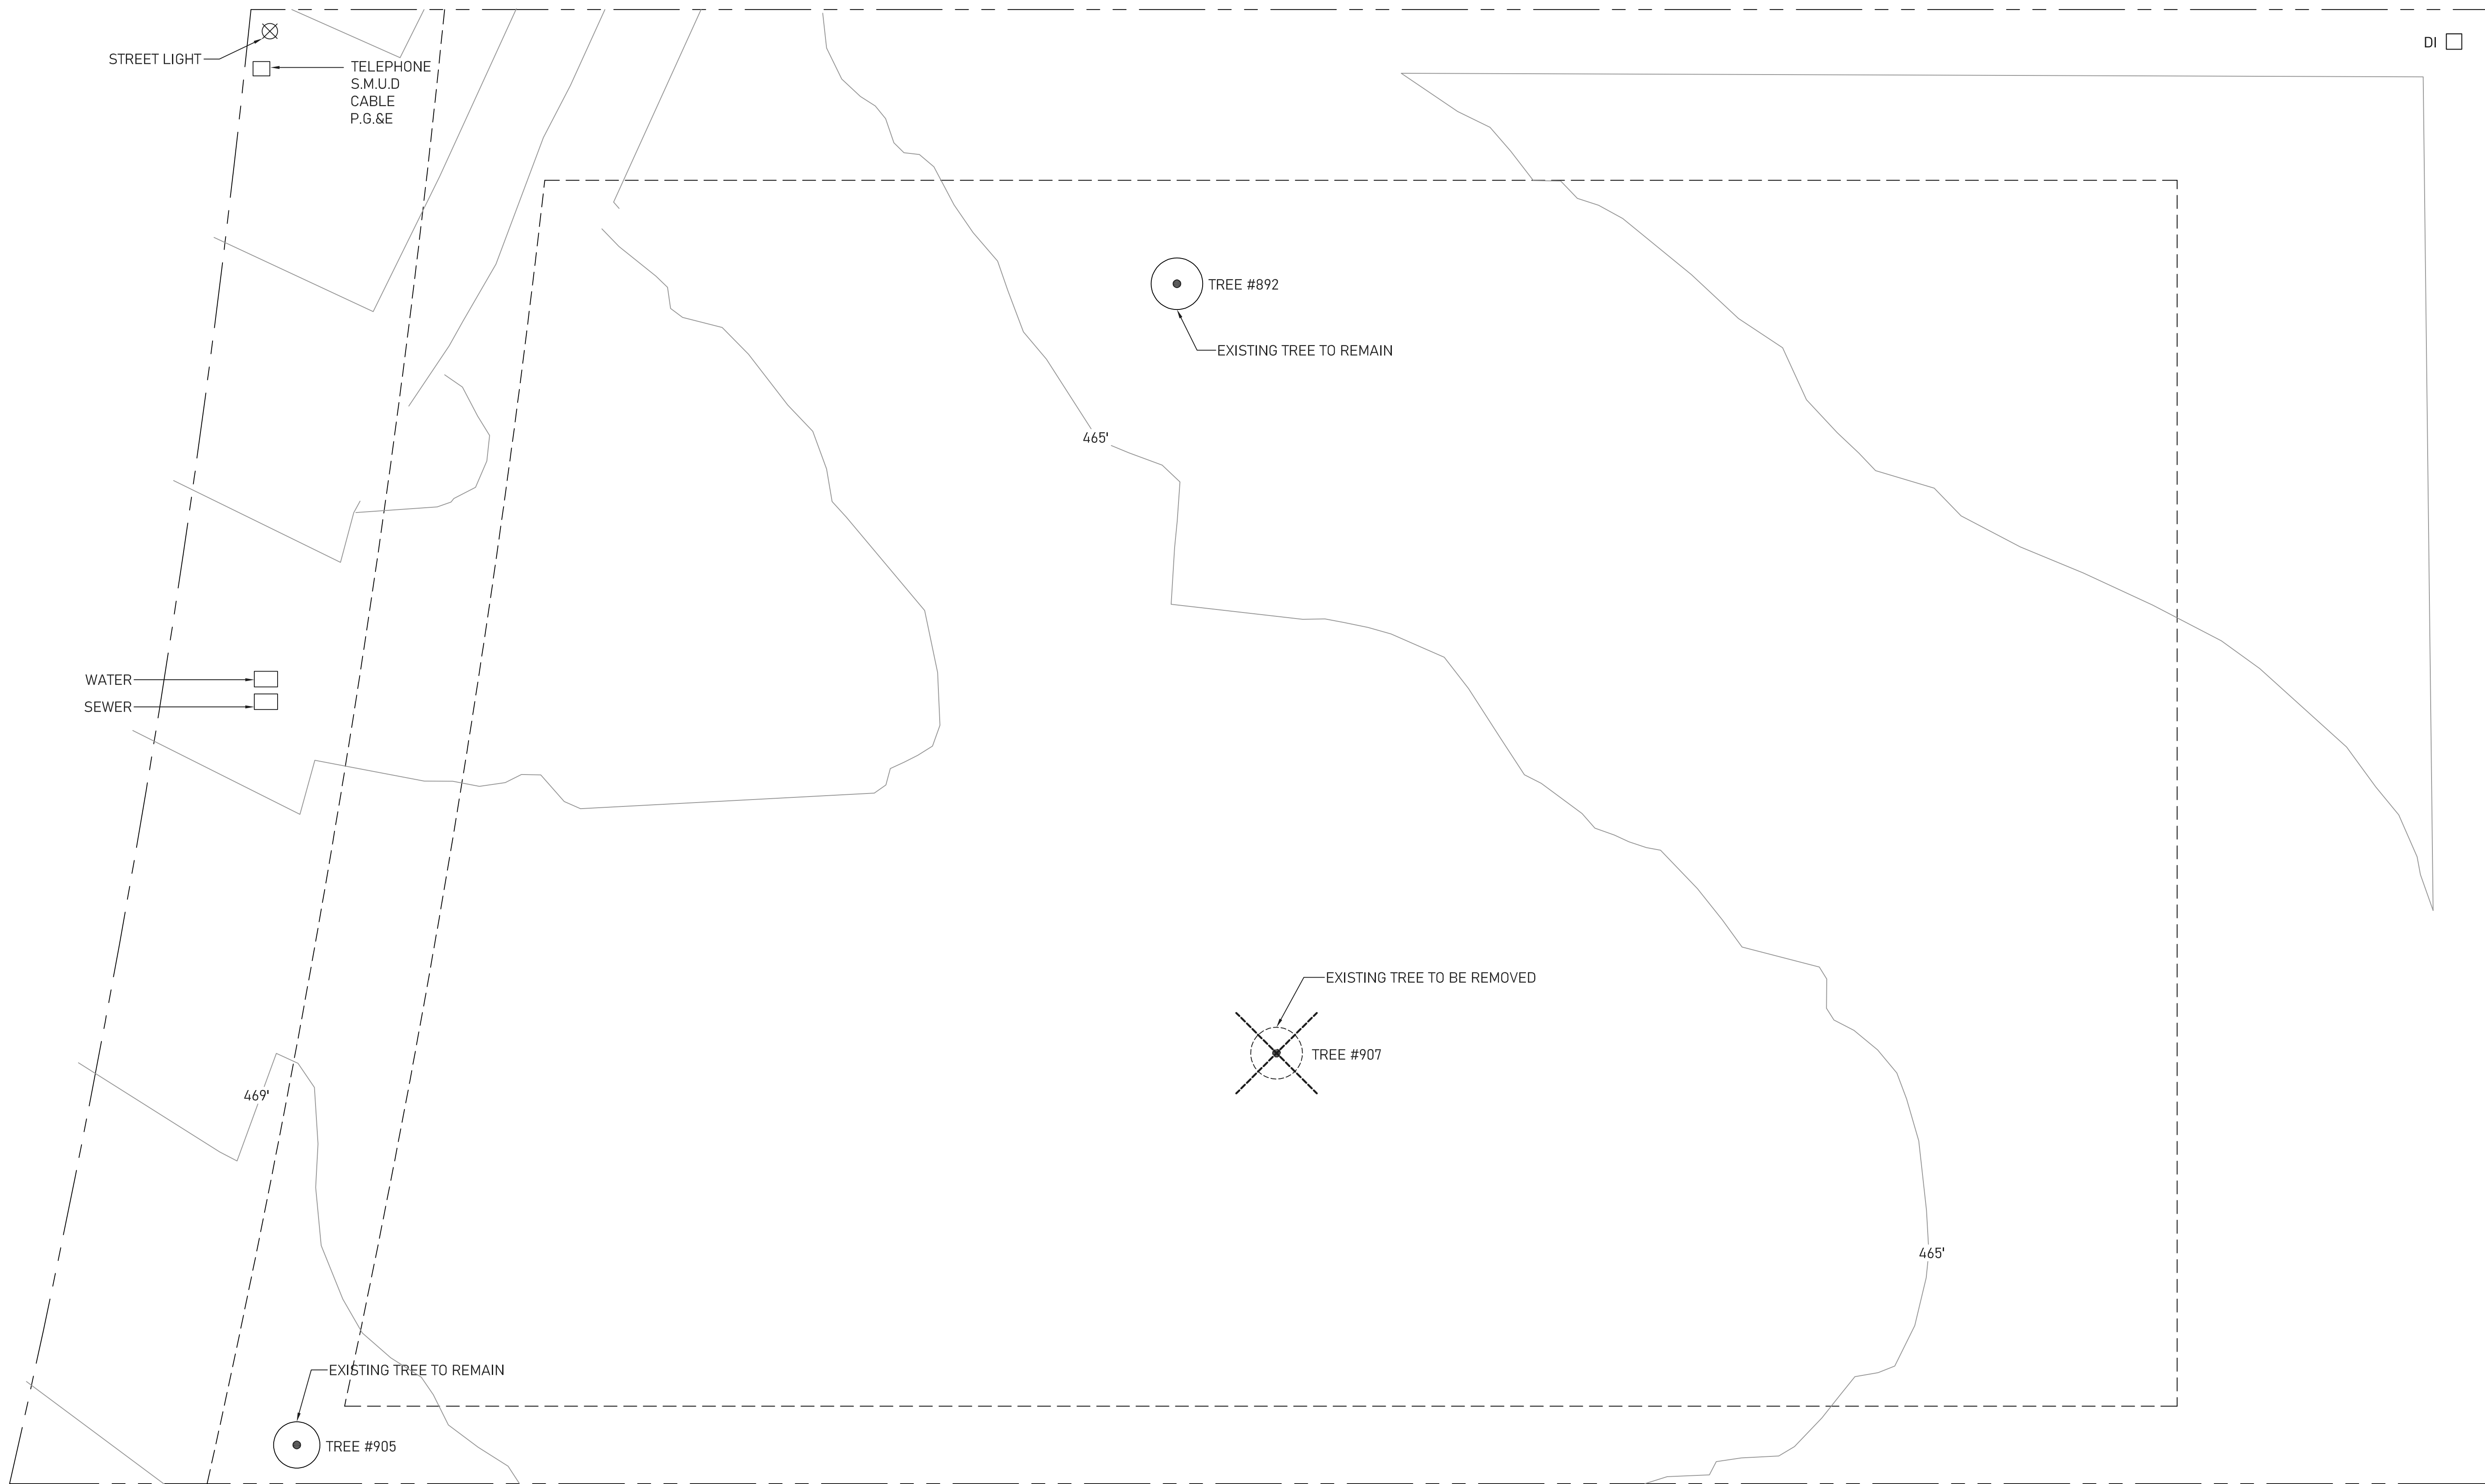 DI
STREET LIGHT
TELEPHONE
S.M.U.D
CABLE
P.G.&E
TREE #892
EXISTING TREE TO REMAIN
465'
WATER
SEWER
EXISTING TREE TO BE REMOVED
TREE #907
469'
465'
EXISTING TREE TO REMAIN
TREE #905